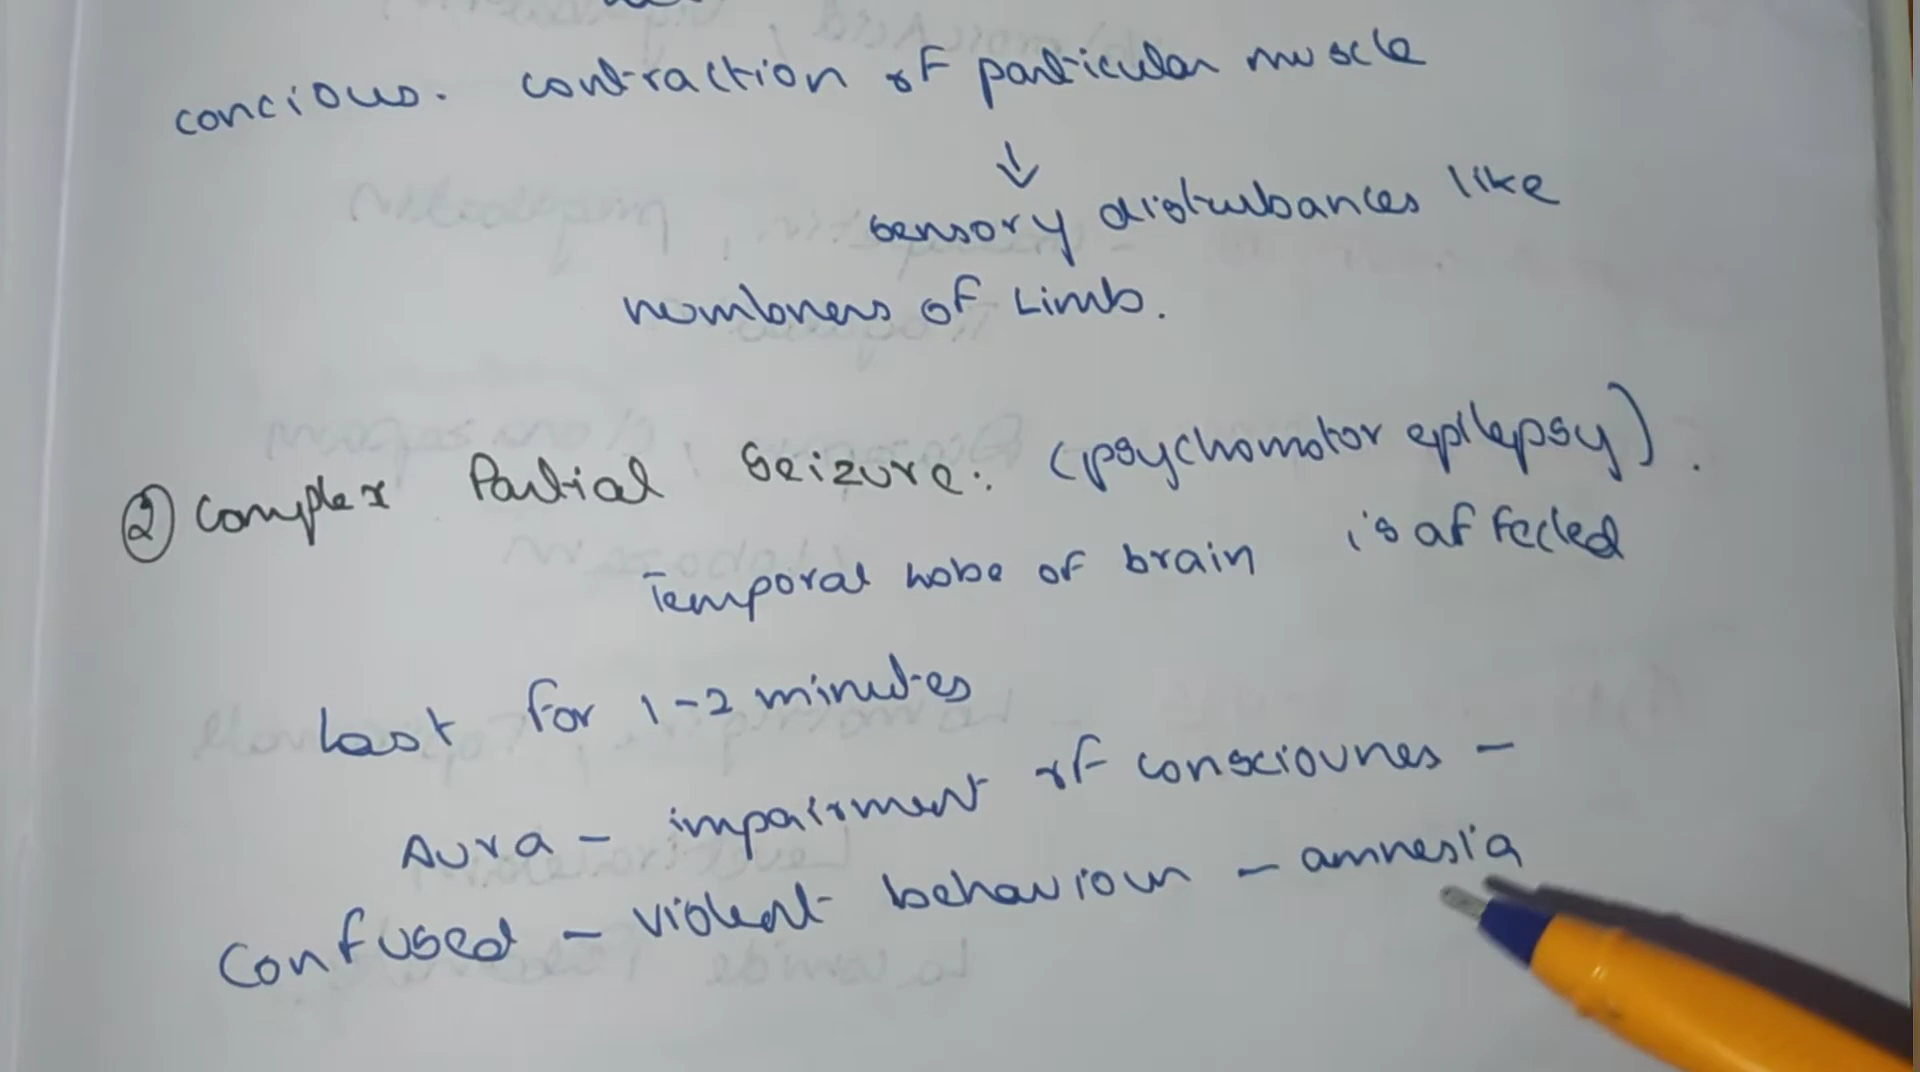 concious. contraction of particular muscle
↓
sensory disturbances like
numbness of Limb.
② Complex Partial Seizure: (psychomotor epilepsy).
Temporal lobe of brain is affected
Last for 1-2 minutes
Aura - impairment of consciounes -
Confused - violent behaviour - amnesia